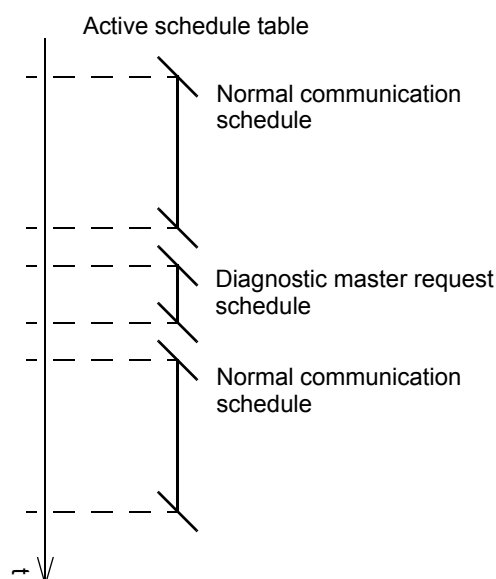 Active schedule table
Normal communication
schedule
Diagnostic master request
schedule
Normal communication
schedule
t